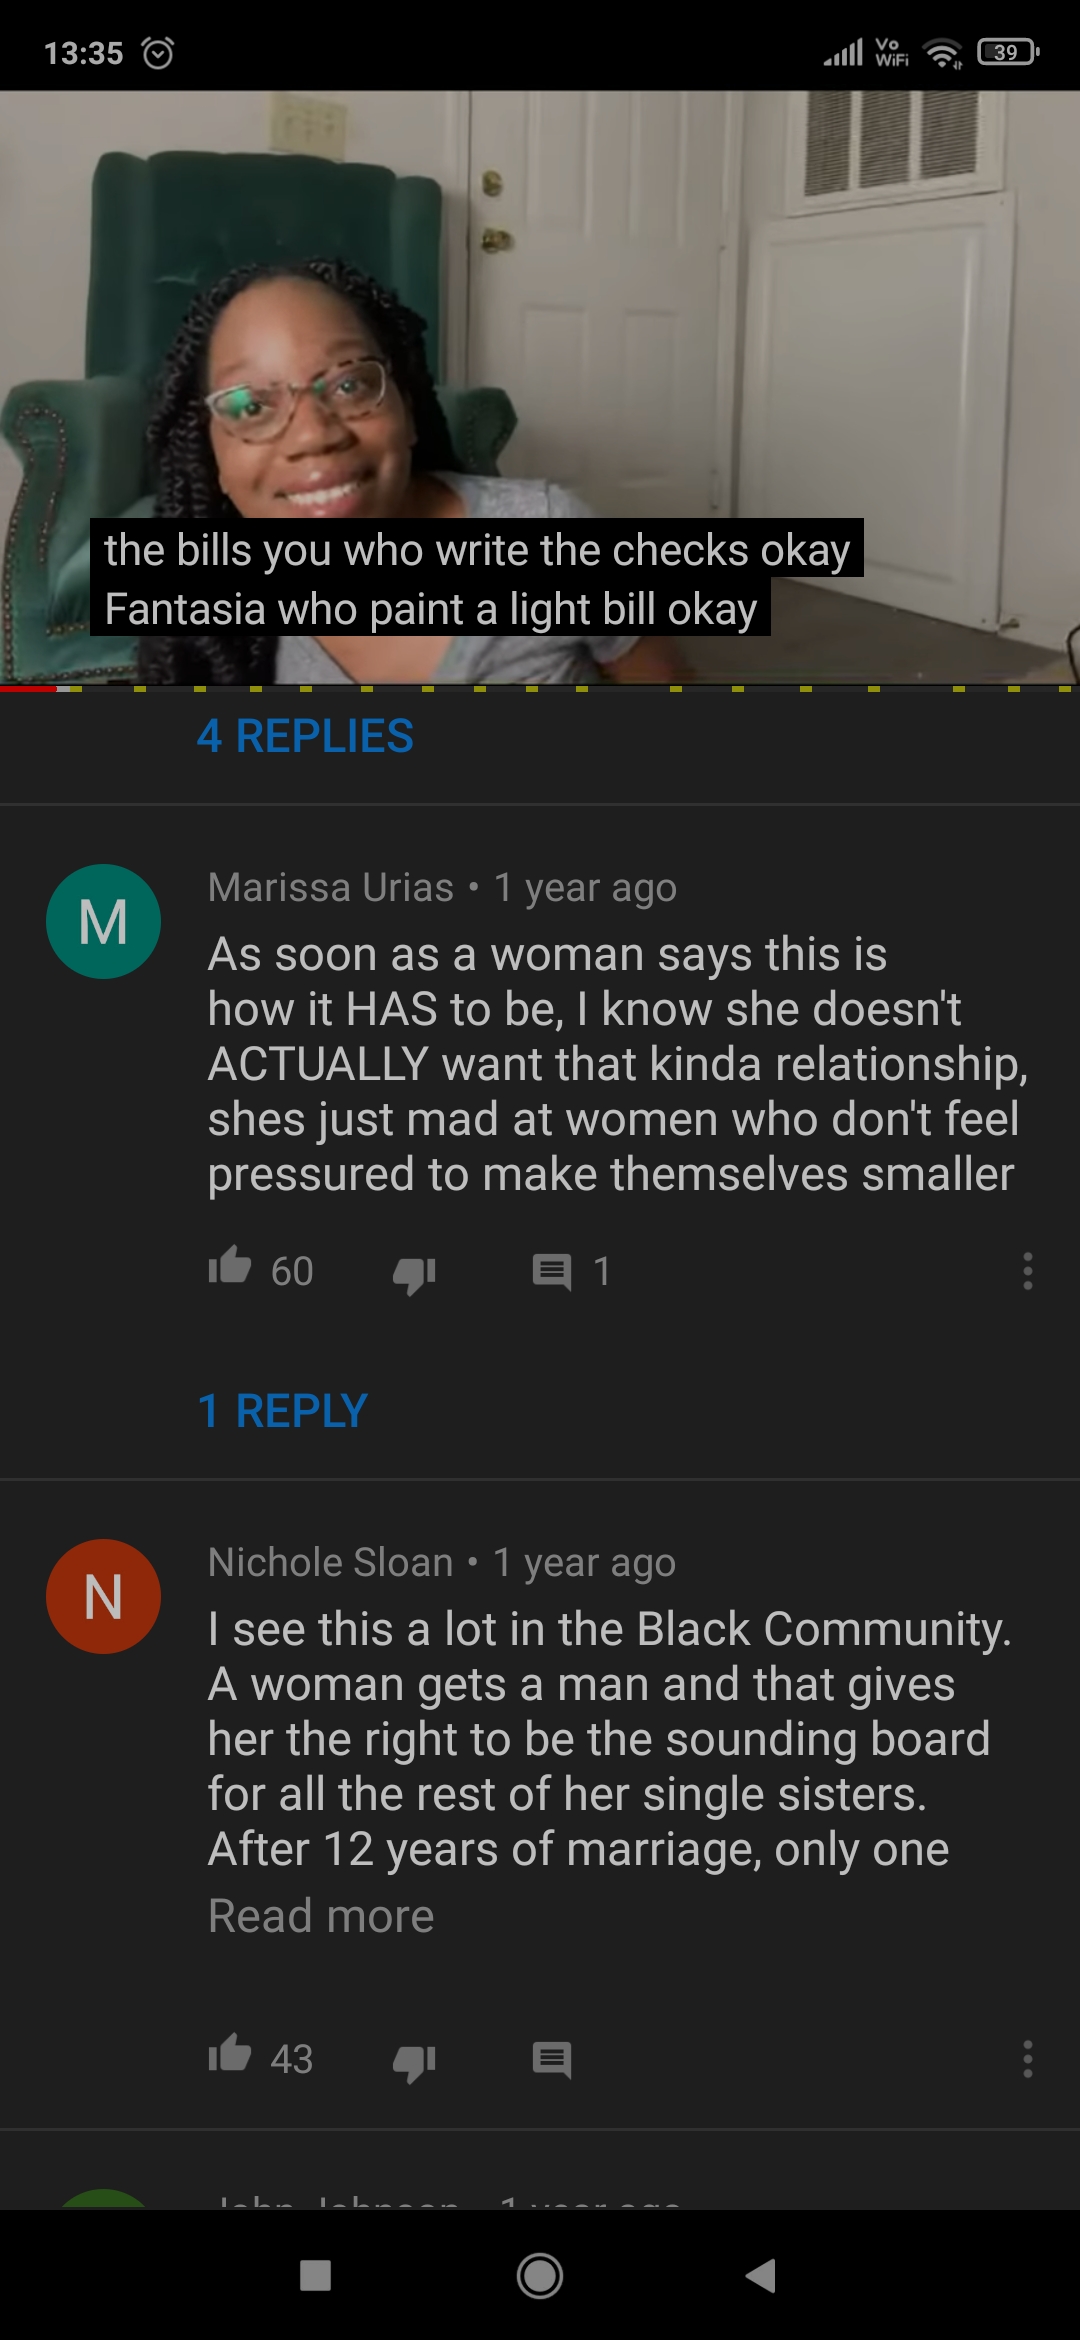 13:35
Vo
WiFi
39
the bills you who write the checks okay
Fantasia who paint a light bill okay
4 REPLIES
M
Marissa Urias • 1 year ago
As soon as a woman says this is
how it HAS to be, I know she doesn't
ACTUALLY want that kinda relationship,
shes just mad at women who don't feel
pressured to make themselves smaller
60
1
1 REPLY
N
Nichole Sloan • 1 year ago
I see this a lot in the Black Community.
A woman gets a man and that gives
her the right to be the sounding board
for all the rest of her single sisters.
After 12 years of marriage, only one
Read more
43
John Johnson • 1 year ago